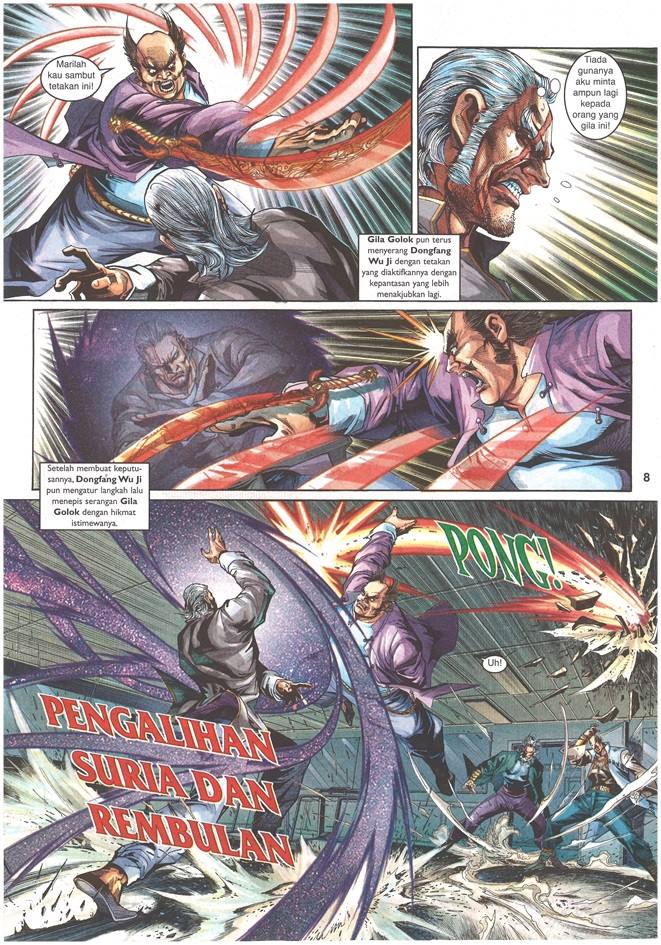 Marilah
kau sambut
tetakan ini!
Tiada
gunanya
aku minta
ampun lagi
kepada
orang yang
gila ini!
Gila Golok pun terus
menyerang Dongfang
Wu Ji dengan tetakan
yang diaktifkannya dengan
kepantasan yang lebih
menakjubkan lagi.
Setelah membuat keputu-
sannya, Dongfang Wu Ji
pun mengatur langkah lalu
menepis serangan Gila
Golok dengan hikmat
istimewanya.
8
PONG!
Uh!
PENGALIHAN
SURIA DAN
REMBULAN